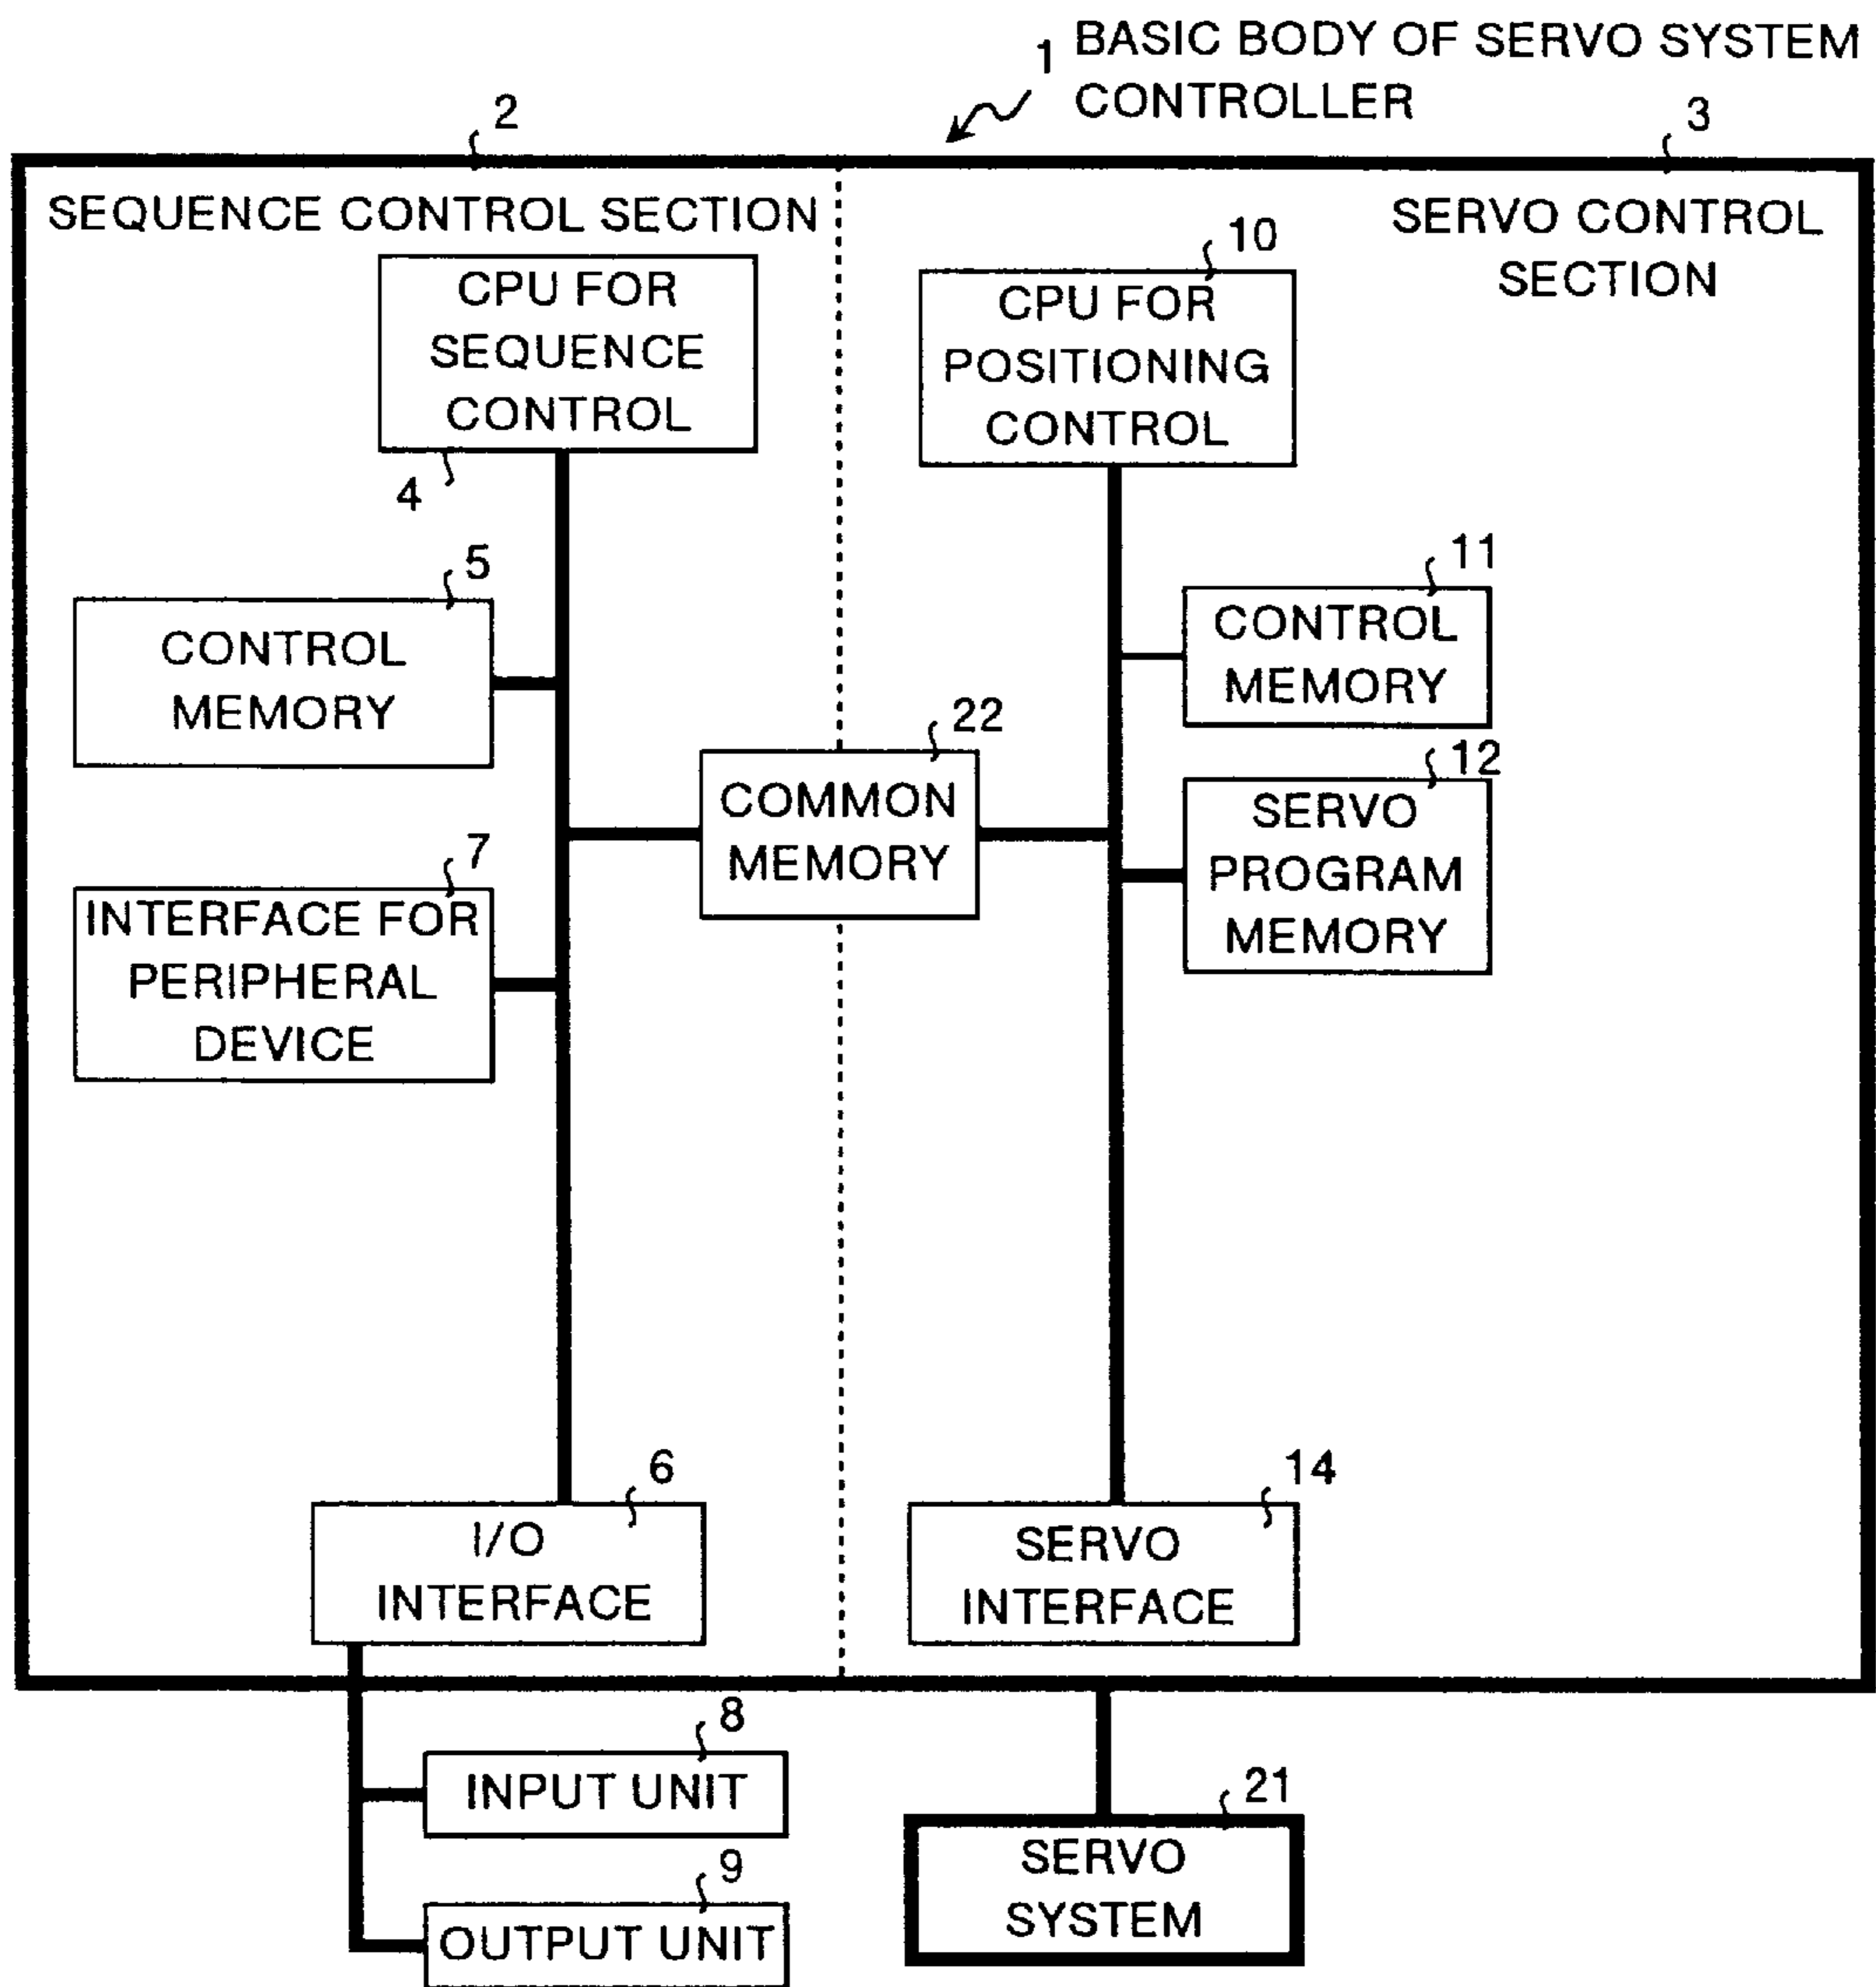 1 BASIC BODY OF SERVO SYSTEM
CONTROLLER
2
3
SEQUENCE CONTROL SECTION
SERVO CONTROL
SECTION
CPU FOR
SEQUENCE
CONTROL
4
10
CPU FOR
POSITIONING
CONTROL
5
CONTROL
MEMORY
11
CONTROL
MEMORY
22
COMMON
MEMORY
12
SERVO
PROGRAM
MEMORY
7
INTERFACE FOR
PERIPHERAL
DEVICE
6
I/O
INTERFACE
14
SERVO
INTERFACE
8
INPUT UNIT
9
OUTPUT UNIT
21
SERVO
SYSTEM